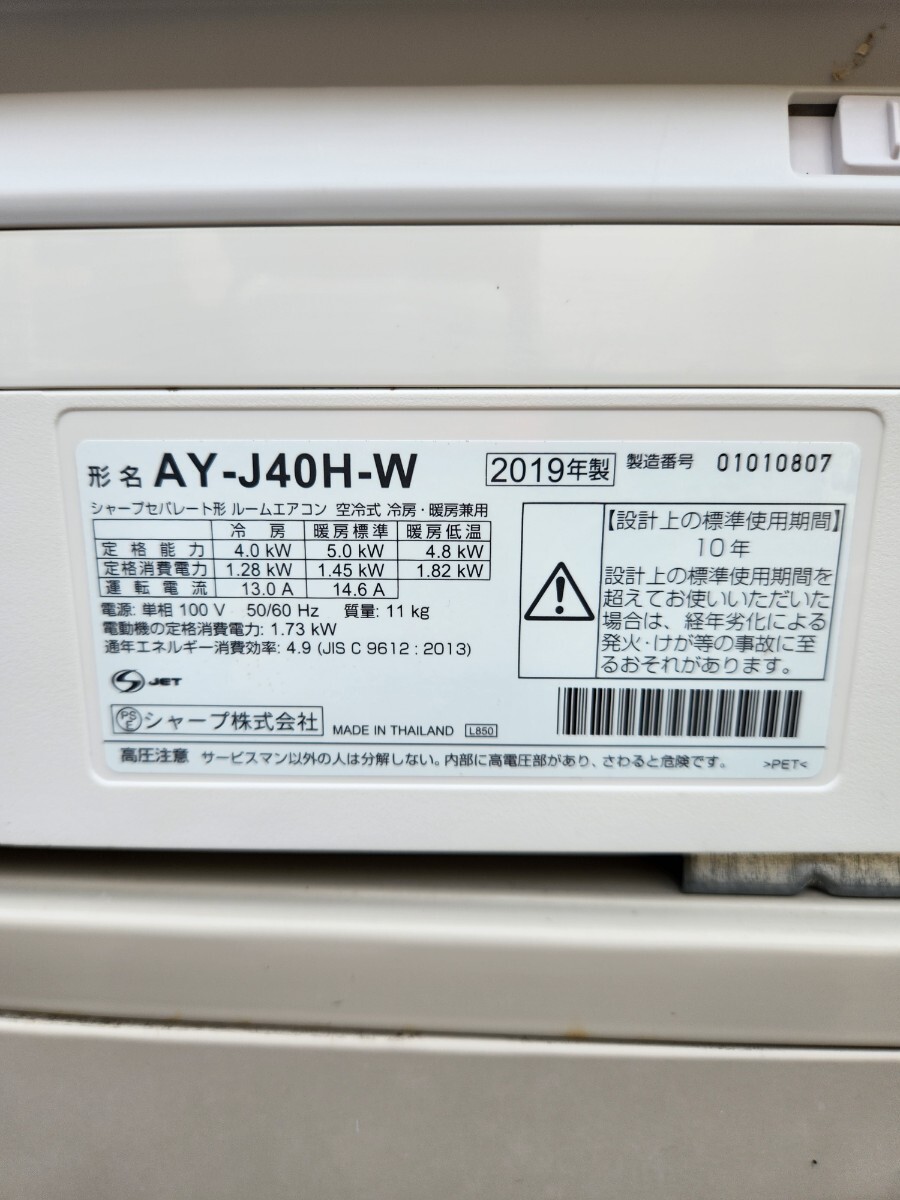 形名 AY-J40H-W 2019年製 製造番号 01010807
シャープセパレート形 ルームエアコン 空冷式 冷房・暖房兼用
冷房 暖房標準 暖房低温
定格能力 4.0 kW 5.0 kW 4.8 kW
定格消費電力 1.28 kW 1.45 kW 1.82 kW
運転電流 13.0 A 14.6 A
電源: 単相 100 V 50/60 Hz 質量: 11 kg
電動機の定格消費電力: 1.73 kW
通年エネルギー消費効率: 4.9 (JIS C 9612 : 2013)
JET
PSE シャープ株式会社 MADE IN THAILAND L850
【設計上の標準使用期間】
10年
設計上の標準使用期間を
超えてお使いいただいた
場合は、経年劣化による
発火・けが等の事故に至
るおそれがあります。
高圧注意 サービスマン以外の人は分解しない。内部に高電圧部があり、さわると危険です。 >PET<